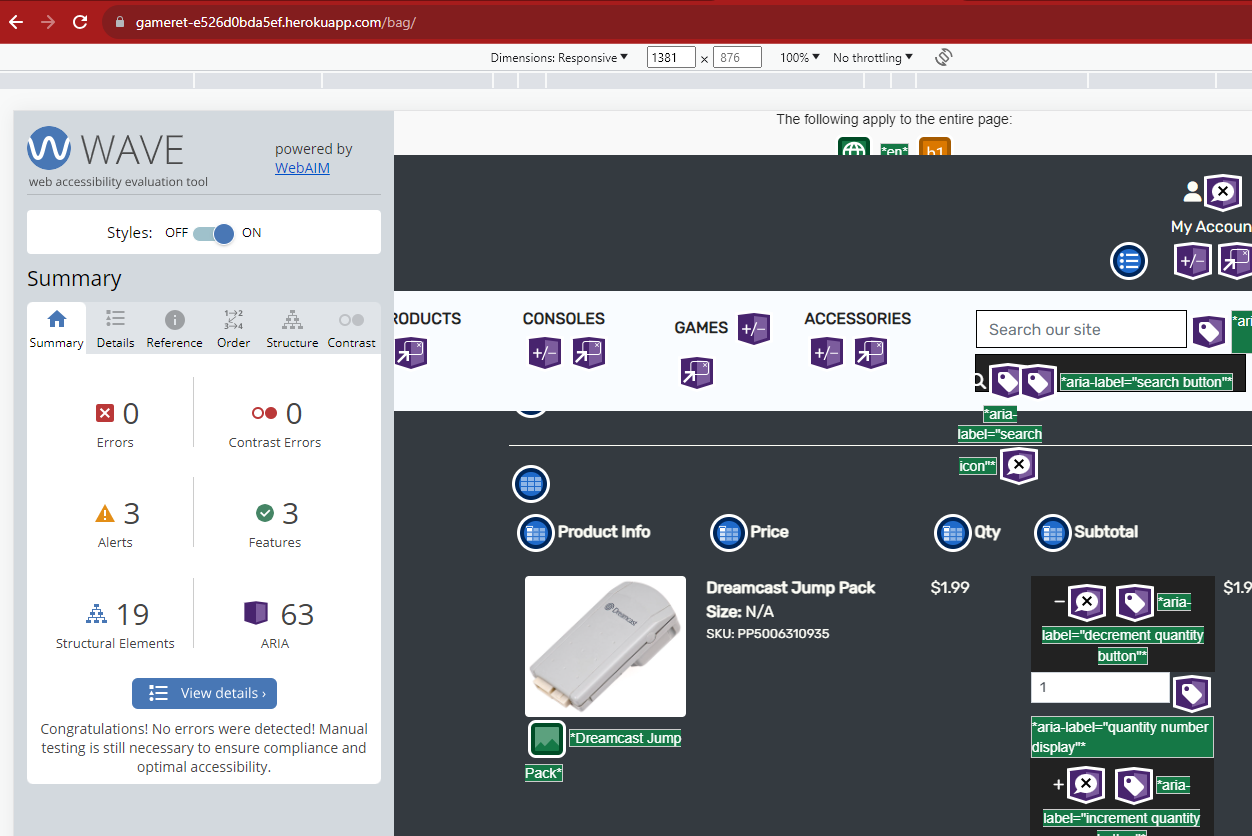 gameret-e526d0bda5ef.herokuapp.com/bag/
Dimensions: Responsive 1381 × 876 100% No throttling
WAVE
web accessibility evaluation tool
powered by
WebAIM
Styles: OFF ON
Summary
Summary Details Reference Order Structure Contrast
0 0
Errors Contrast Errors
3 3
Alerts Features
19 63
Structural Elements ARIA
View details ›
Congratulations! No errors were detected! Manual
testing is still necessary to ensure compliance and
optimal accessibility.
The following apply to the entire page:
*en* h1
My Accoun
RODUCTS CONSOLES GAMES ACCESSORIES
Search our site
*ari
*aria-label="search button"*
*aria-
label="search
icon"*
Product Info Price Qty Subtotal
Dreamcast
Dreamcast Jump Pack $1.99 $1.9
Size: N/A
SKU: PP5006310935
− *aria-
label="decrement quantity
button"*
1
*Dreamcast Jump
Pack*
*aria-label="quantity number
display"*
+ *aria-
label="increment quantity